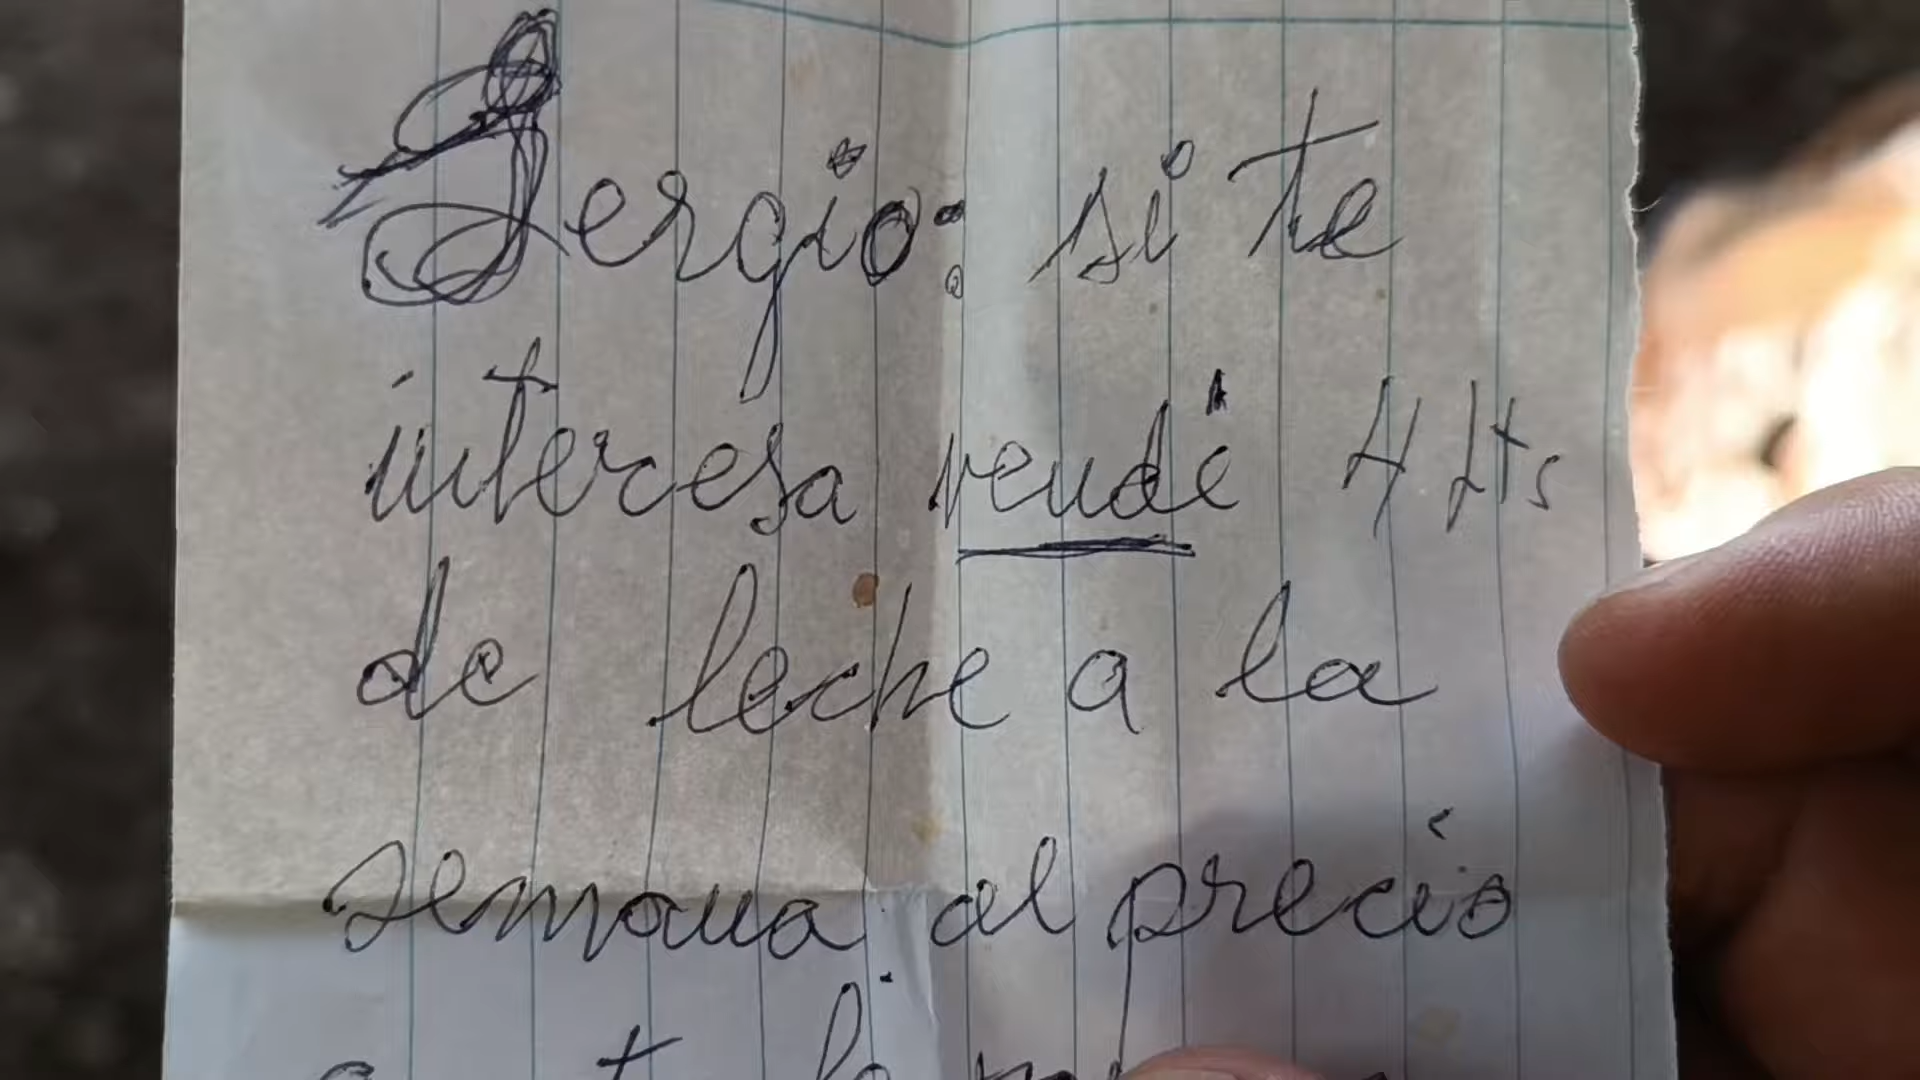 Sergio: si te
interesa vendé 4 Lts
de leche a la
semana al precio